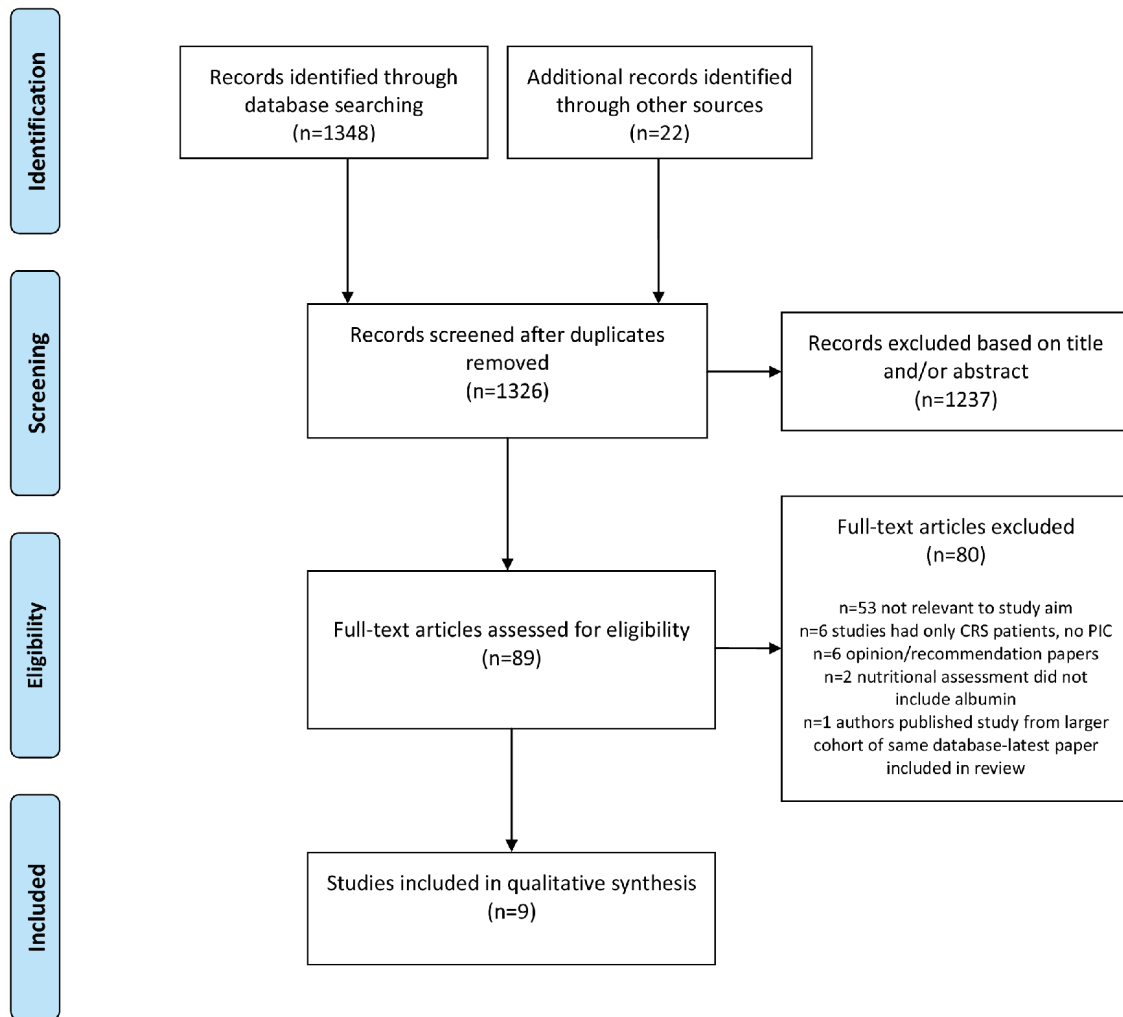 Identification
Records identified through
database searching
(n=1348)
Additional records identified
through other sources
(n=22)
Screening
Records screened after duplicates
removed
(n=1326)
Records excluded based on title
and/or abstract
(n=1237)
Eligibility
Full-text articles assessed for eligibility
(n=89)
Full-text articles excluded
(n=80)
n=53 not relevant to study aim
n=6 studies had only CRS patients, no PIC
n=6 opinion/recommendation papers
n=2 nutritional assessment did not
include albumin
n=1 authors published study from larger
cohort of same database-latest paper
included in review
Included
Studies included in qualitative synthesis
(n=9)